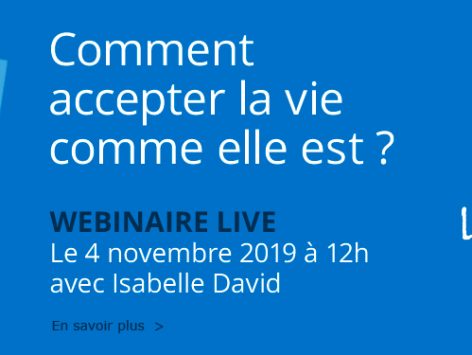 Comment
accepter la vie
comme elle est ?
WEBINAIRE LIVE
Le 4 novembre 2019 à 12h
avec Isabelle David
En savoir plus >